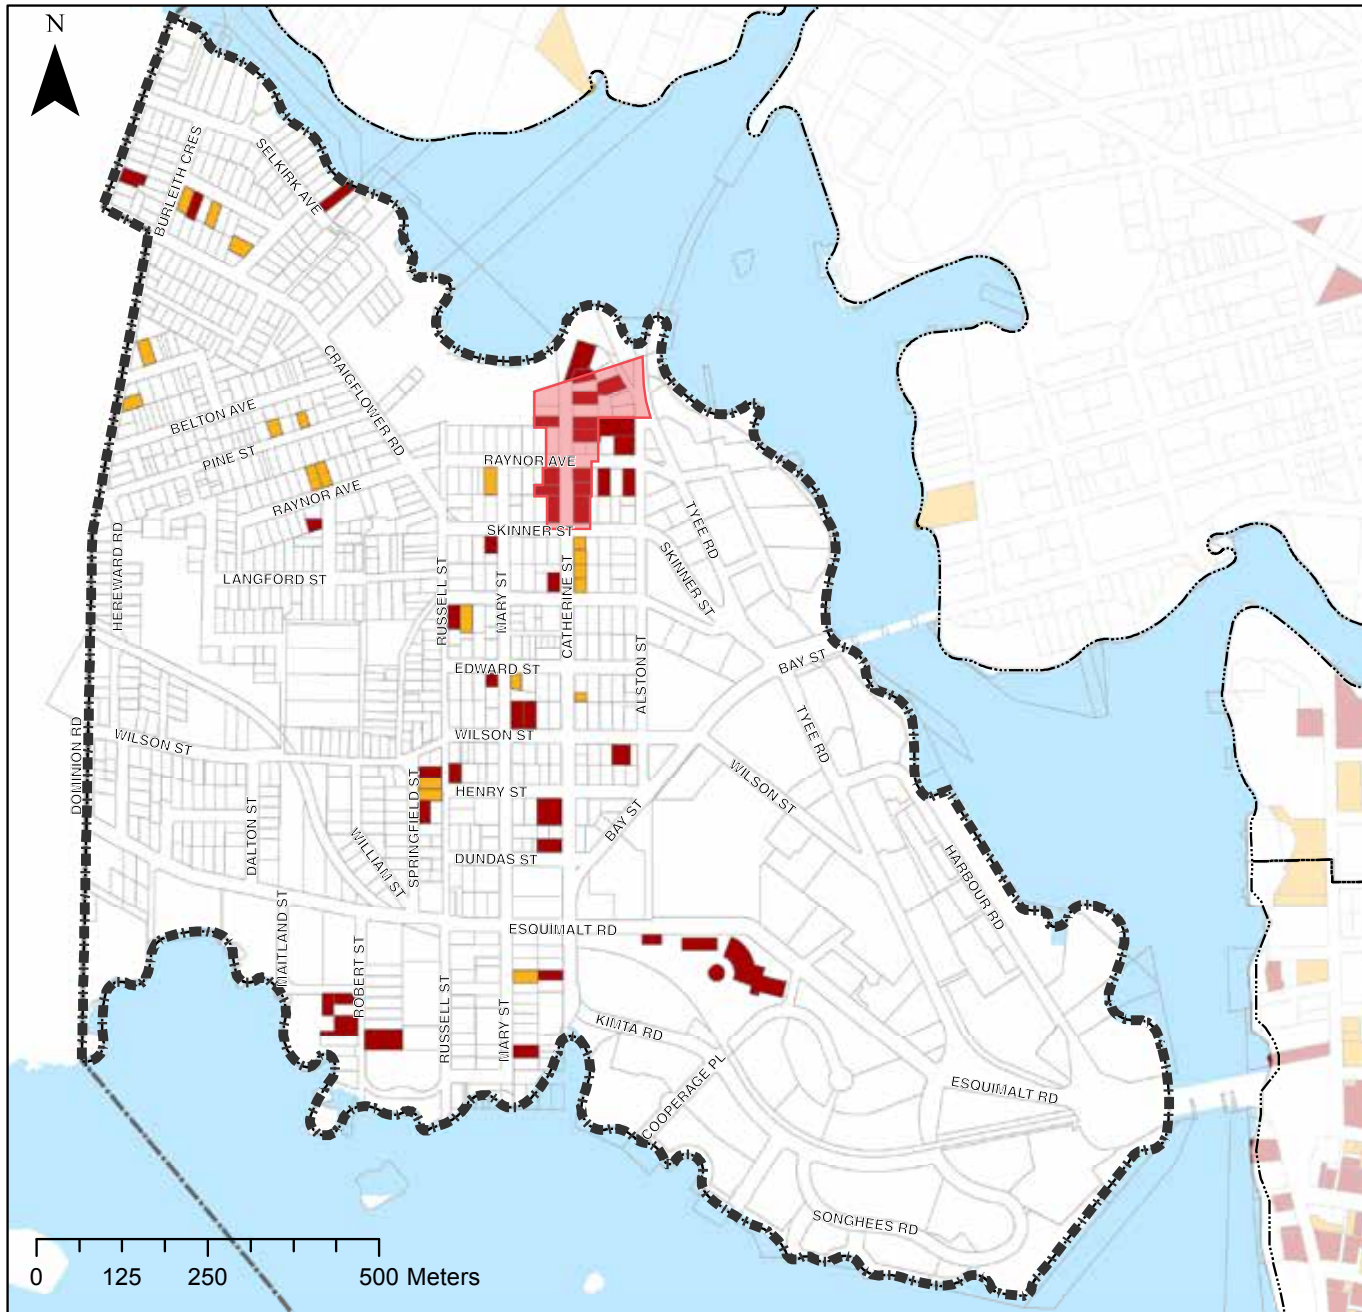 N
BURLEITH CRES
SELKIRK AVE
CRAIGFLOWER RD
BELTON AVE
PINE ST
RAYNOR AVE
RAYNOR AVE
SKINNER ST
TYEE RD
SKINNER ST
HEREWARD RD
LANGFORD ST
RUSSELL ST
MARY ST
CATHERINE ST
ALSTON ST
EDWARD ST
BAY ST
TYEE RD
WILSON ST
WILSON ST
WILSON ST
DOMINION RD
HENRY ST
SPRINGFIELD ST
DALTON ST
WILLIAM ST
BAY ST
DUNDAS ST
HARBOUR RD
MAITLAND ST
ROBERT ST
ESQUIMALT RD
RUSSELL ST
MARY ST
KIMTA RD
COOPERAGE PL
ESQUIMALT RD
SONGHEES RD
0 125 250 500 Meters